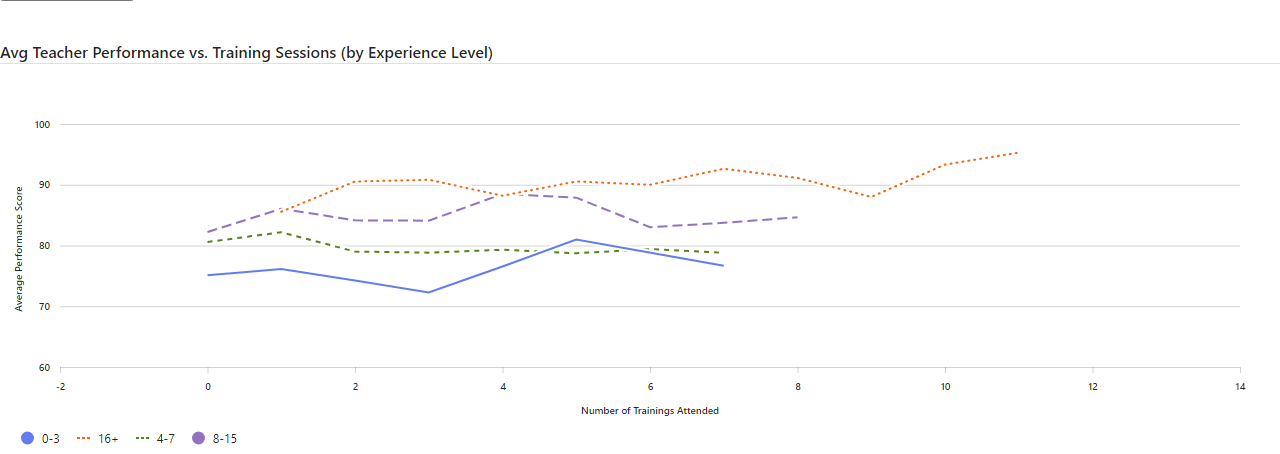 Avg Teacher Performance vs. Training Sessions (by Experience Level)
100
90
80
70
60
Average Performance Score
-2 0 2 4 6 8 10 12 14
Number of Trainings Attended
0-3 16+ 4-7 8-15